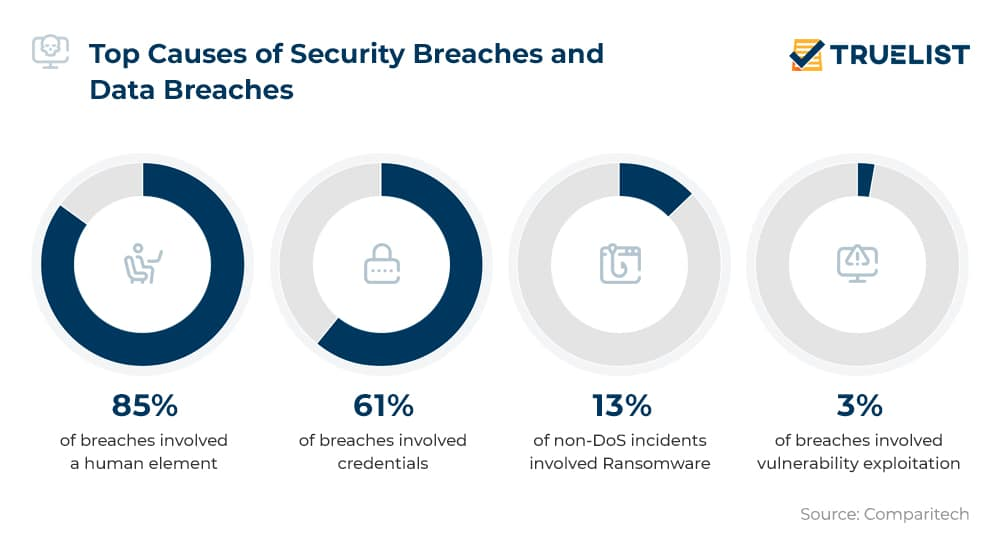 Top Causes of Security Breaches and
Data Breaches
TRUELIST
85%
of breaches involved
a human element
61%
of breaches involved
credentials
13%
of non-DoS incidents
involved Ransomware
3%
of breaches involved
vulnerability exploitation
Source: Comparitech